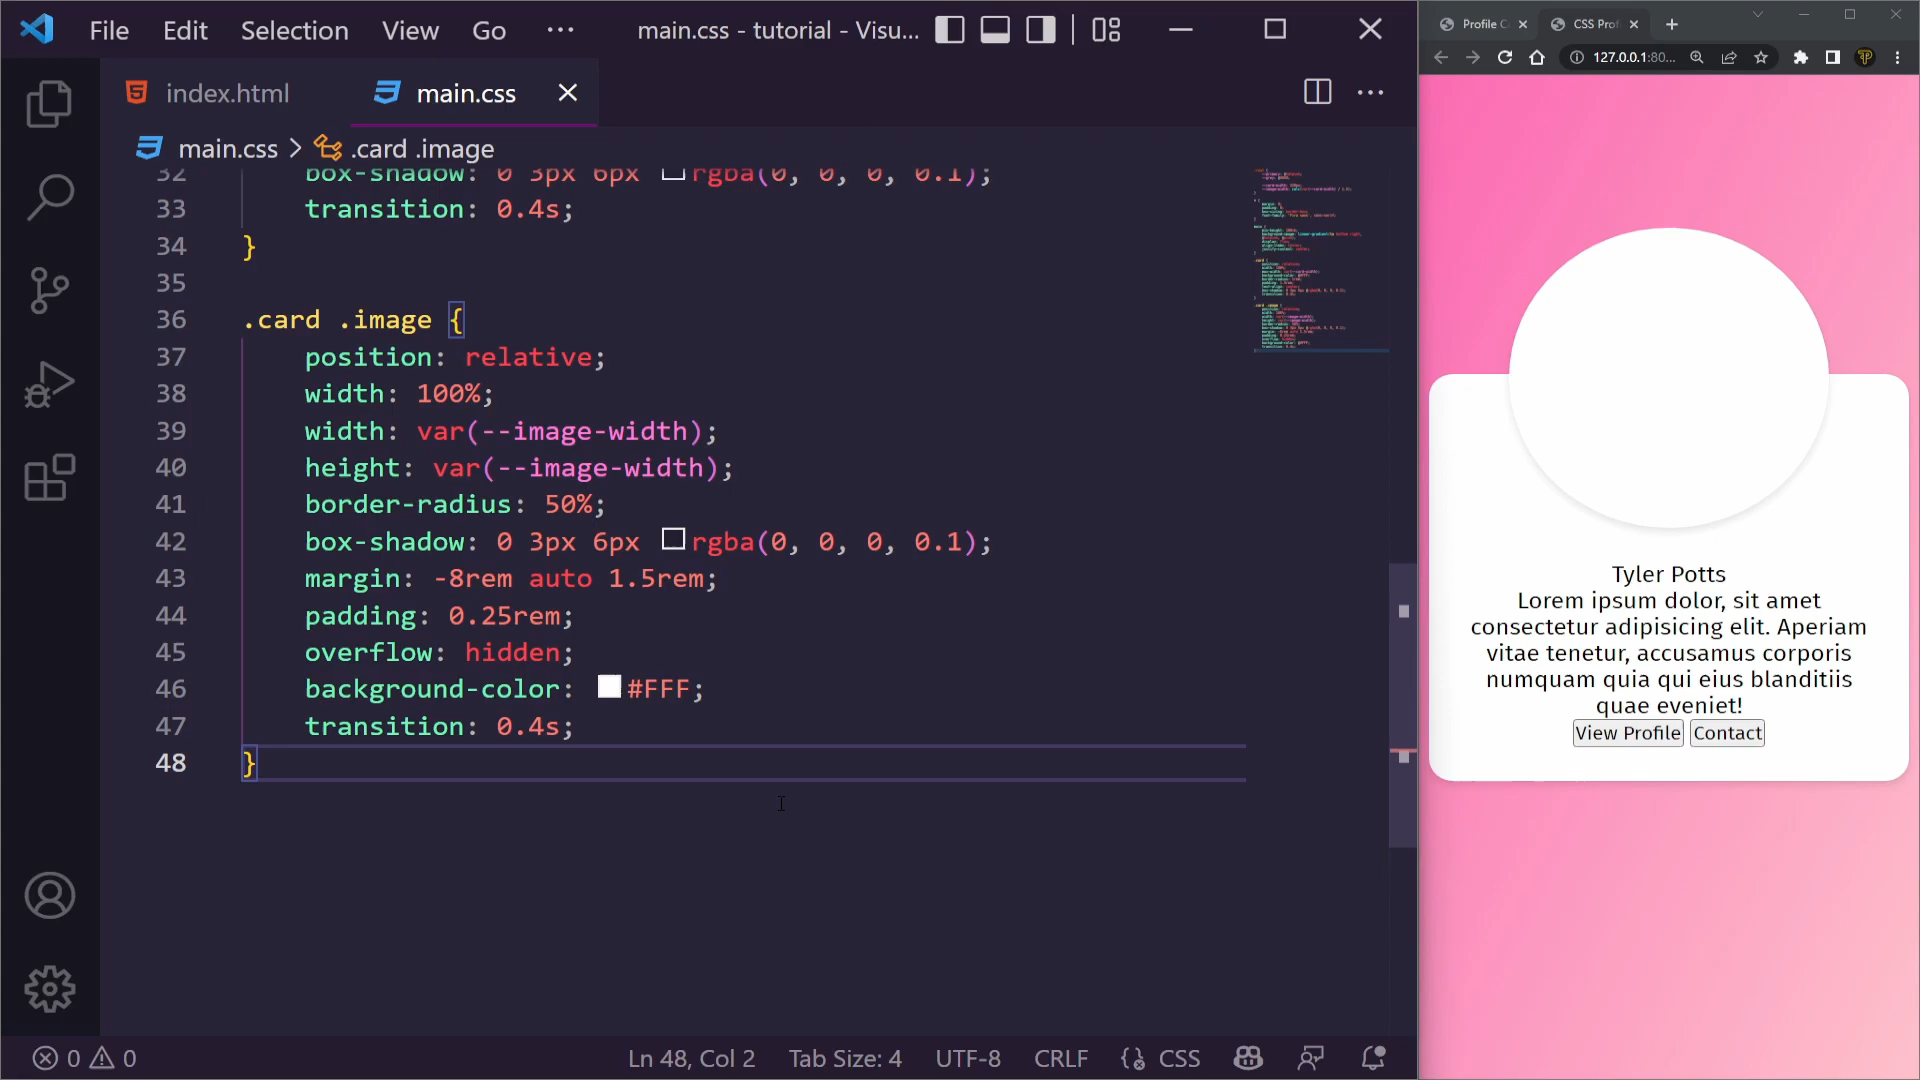 File Edit Selection View Go ··· main.css - tutorial - Visu...
index.html main.css
main.css > .card .image
32 box-shadow: 0 3px 6px rgba(0, 0, 0, 0.1);
33 transition: 0.4s;
34 }
35
36 .card .image {
37 position: relative;
38 width: 100%;
39 width: var(--image-width);
40 height: var(--image-width);
41 border-radius: 50%;
42 box-shadow: 0 3px 6px rgba(0, 0, 0, 0.1);
43 margin: -8rem auto 1.5rem;
44 padding: 0.25rem;
45 overflow: hidden;
46 background-color: #FFF;
47 transition: 0.4s;
48 }
0 0 Ln 48, Col 2 Tab Size: 4 UTF-8 CRLF CSS
Profile C CSS Prof
127.0.0.1:80...
Tyler Potts
Lorem ipsum dolor, sit amet
consectetur adipisicing elit. Aperiam
vitae tenetur, accusamus corporis
numquam quia qui eius blanditiis
quae eveniet!
View Profile Contact